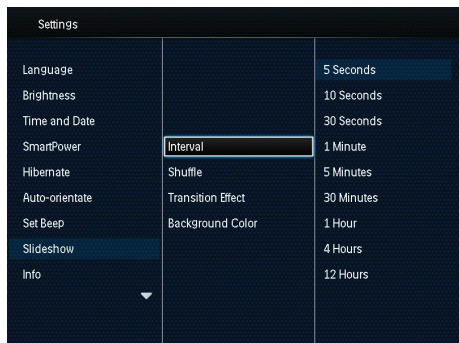 Settings
Language
Brightness
Time and Date
SmartPower
Hibernate
Auto-orientate
Set Beep
Slideshow
Info
Interval
Shuffle
Transition Effect
Background Color
5 Seconds
10 Seconds
30 Seconds
1 Minute
5 Minutes
30 Minutes
1 Hour
4 Hours
12 Hours